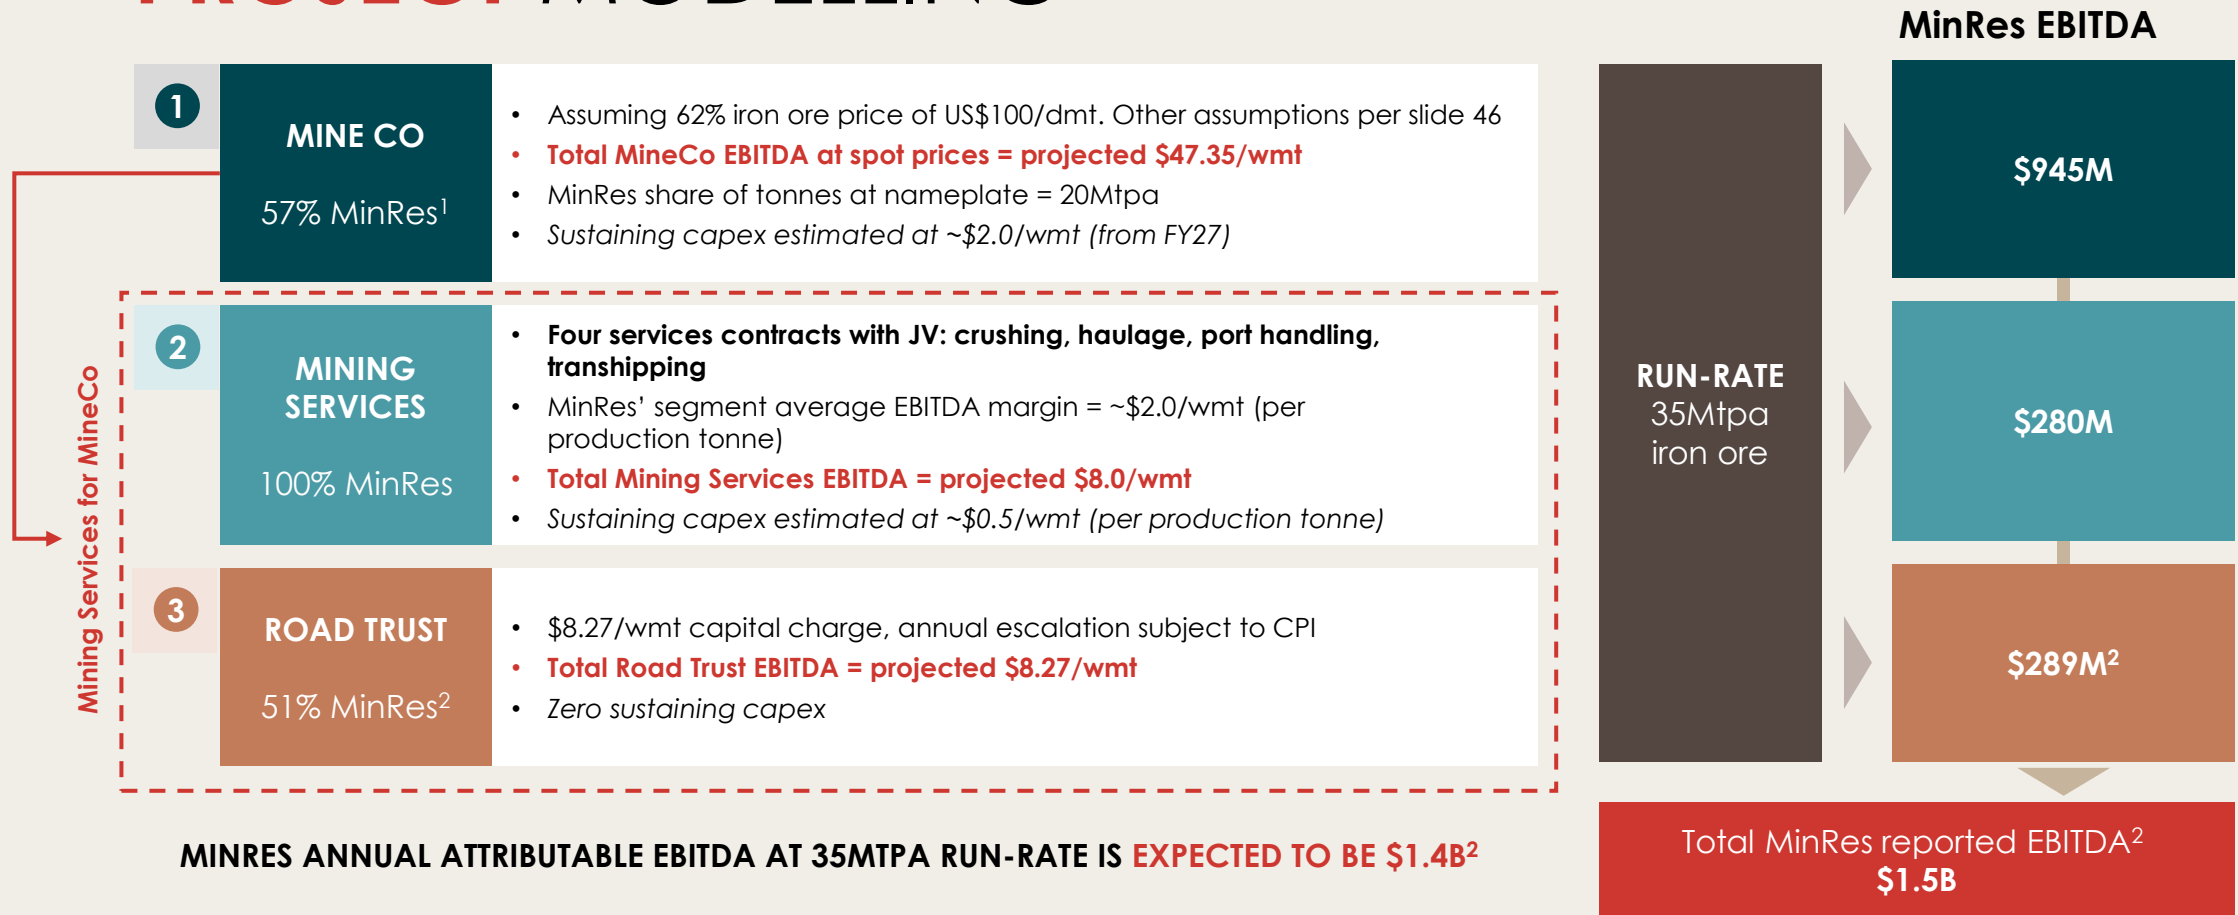 PROJECT MODELLING
MinRes EBITDA
1
MINE CO
57% MinRes¹
• Assuming 62% iron ore price of US$100/dmt. Other assumptions per slide 46
• Total MineCo EBITDA at spot prices = projected $47.35/wmt
• MinRes share of tonnes at nameplate = 20Mtpa
• Sustaining capex estimated at ~$2.0/wmt (from FY27)
Mining Services for MineCo
2
MINING
SERVICES
100% MinRes
• Four services contracts with JV: crushing, haulage, port handling,
transhipping
• MinRes’ segment average EBITDA margin = ~$2.0/wmt (per
production tonne)
• Total Mining Services EBITDA = projected $8.0/wmt
• Sustaining capex estimated at ~$0.5/wmt (per production tonne)
3
ROAD TRUST
51% MinRes²
• $8.27/wmt capital charge, annual escalation subject to CPI
• Total Road Trust EBITDA = projected $8.27/wmt
• Zero sustaining capex
RUN-RATE
35Mtpa
iron ore
$945M
$280M
$289M²
MINRES ANNUAL ATTRIBUTABLE EBITDA AT 35MTPA RUN-RATE IS EXPECTED TO BE $1.4B²
Total MinRes reported EBITDA²
$1.5B